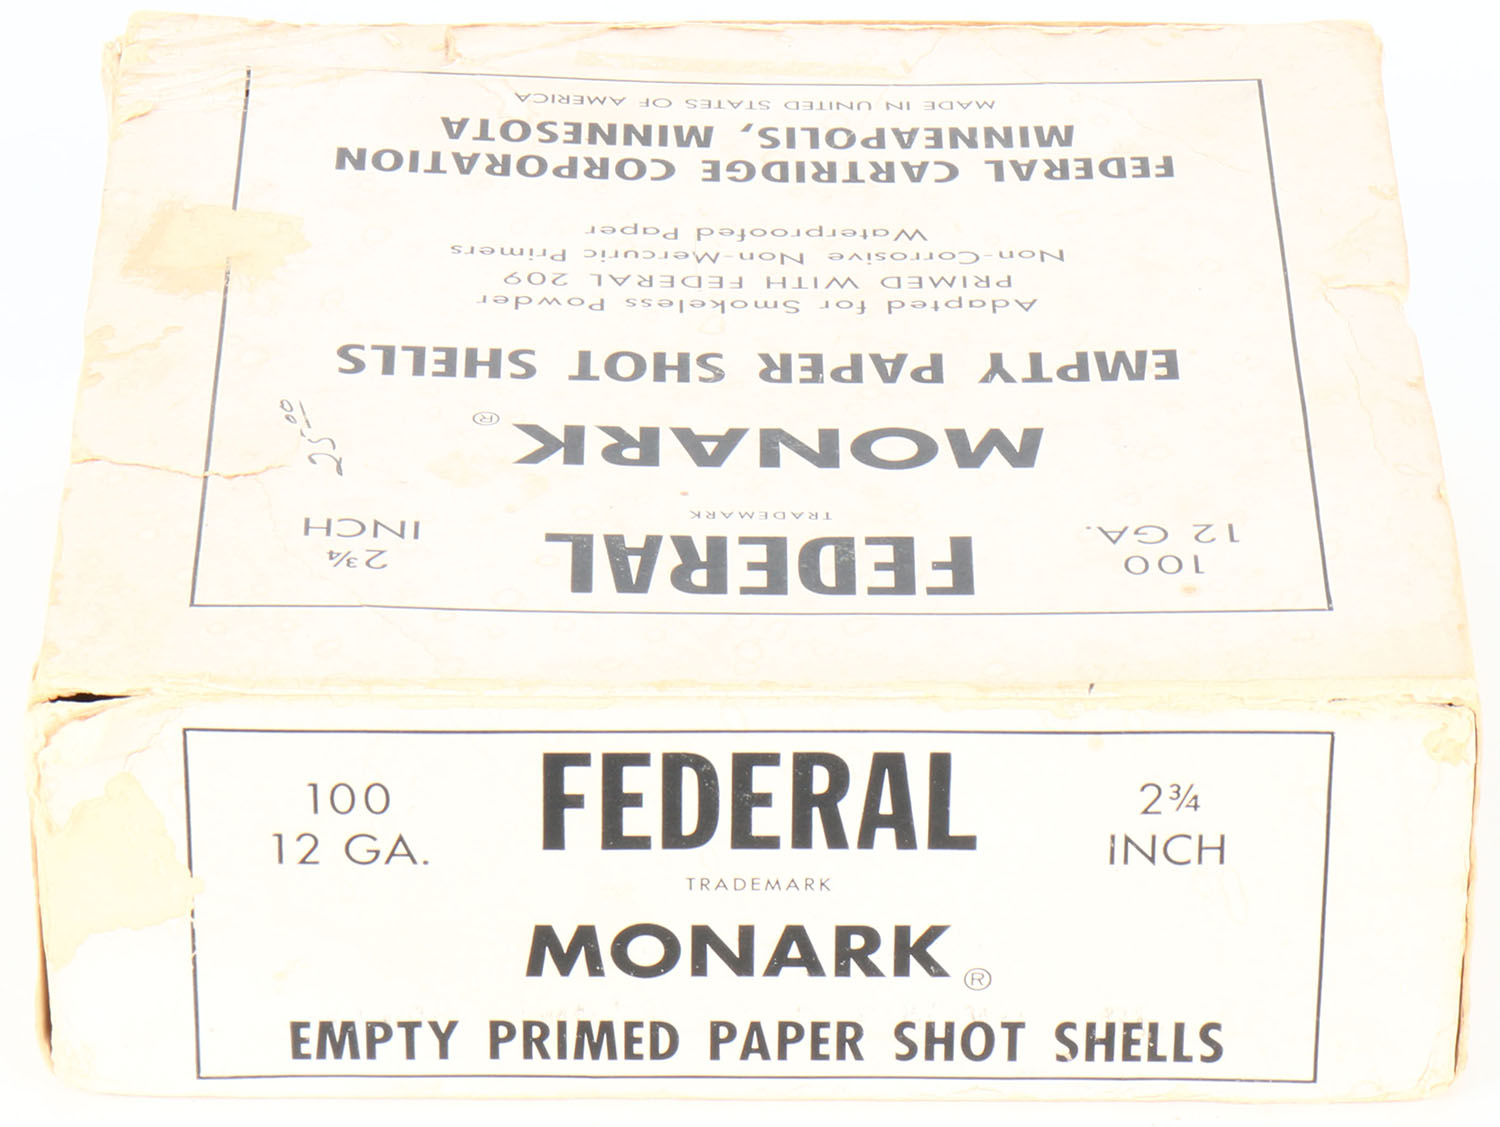 100
12 GA.
FEDERAL
2¾
INCH
TRADEMARK
MONARK ®
EMPTY PAPER SHOT SHELLS
Adapted for Smokeless Powder
PRIMED WITH FEDERAL 209
Non-Corrosive Non-Mercuric Primers
Waterproofed Paper
FEDERAL CARTRIDGE CORPORATION
MINNEAPOLIS, MINNESOTA
MADE IN UNITED STATES OF AMERICA
25.00
100
12 GA.
FEDERAL
2¾
INCH
TRADEMARK
MONARK ®
EMPTY PRIMED PAPER SHOT SHELLS